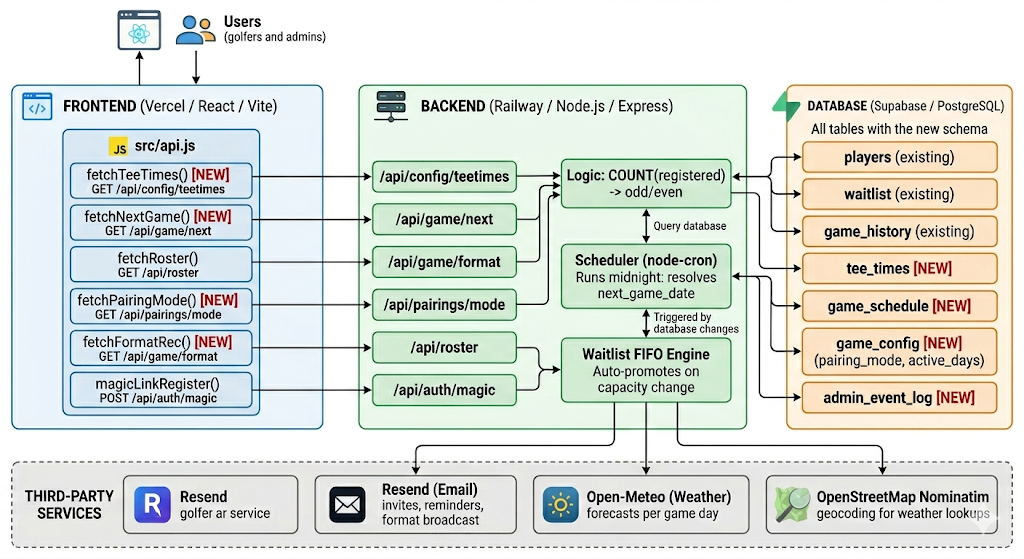 Users
(golfers and admins)
FRONTEND (Vercel / React / Vite)
JS src/api.js
fetchTeeTimes() [NEW]
GET /api/config/teetimes
fetchNextGame() [NEW]
GET /api/game/next
fetchRoster()
GET /api/roster
fetchPairingMode() [NEW]
GET /api/pairings/mode
fetchFormatRec() [NEW]
GET /api/game/format
magicLinkRegister()
POST /api/auth/magic
BACKEND (Railway / Node.js / Express)
/api/config/teetimes
/api/game/next
/api/game/format
/api/pairings/mode
/api/roster
/api/auth/magic
Logic: COUNT(registered)
-> odd/even
Query database
Scheduler (node-cron)
Runs midnight: resolves
next_game_date
Triggered by
database changes
Waitlist FIFO Engine
Auto-promotes on
capacity change
DATABASE (Supabase / PostgreSQL)
All tables with the new schema
players (existing)
waitlist (existing)
game_history (existing)
tee_times [NEW]
game_schedule [NEW]
game_config [NEW]
(pairing_mode, active_days)
admin_event_log [NEW]
THIRD-PARTY
SERVICES
R
Resend
golfer ar service
Resend (Email)
invites, reminders,
format broadcast
Open-Meteo (Weather)
forecasts per game day
OpenStreetMap Nominatim
geocoding for weather lookups